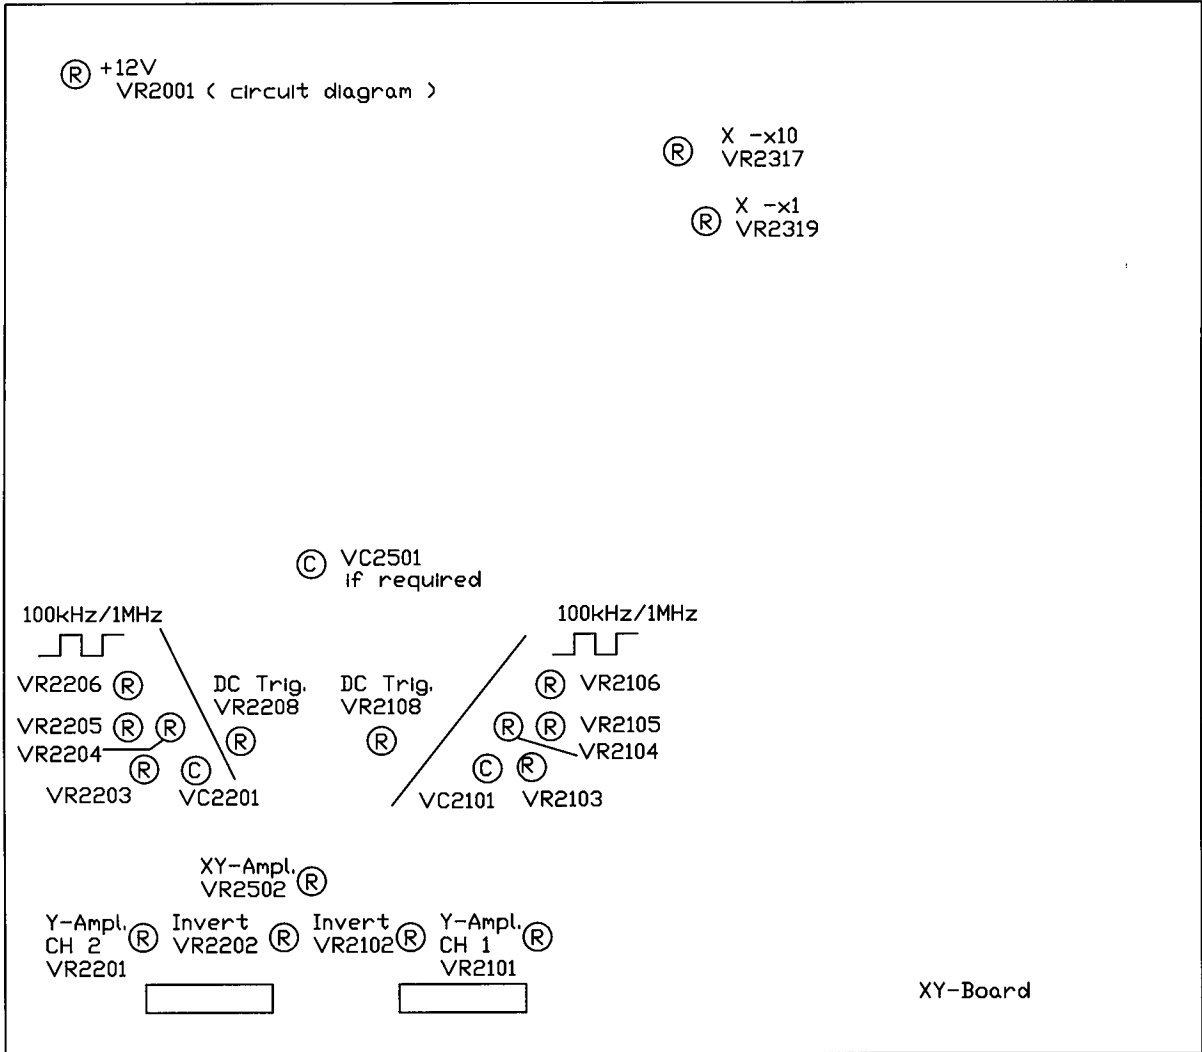 R +12V
VR2001 ( circuit diagram )
R X -x10
VR2317
R X -x1
VR2319
C VC2501
if required
100kHz/1MHz
100kHz/1MHz
VR2206 R
DC Trig.
VR2208
DC Trig.
VR2108
R VR2106
VR2205 R R
VR2204
R
R
R R VR2105
VR2104
R C
VR2203 VC2201
C R
VC2101 VR2103
XY-Ampl.
VR2502 R
Y-Ampl.
CH 2 R
VR2201
Invert
VR2202 R
Invert
VR2102 R
Y-Ampl.
CH 1 R
VR2101
XY-Board